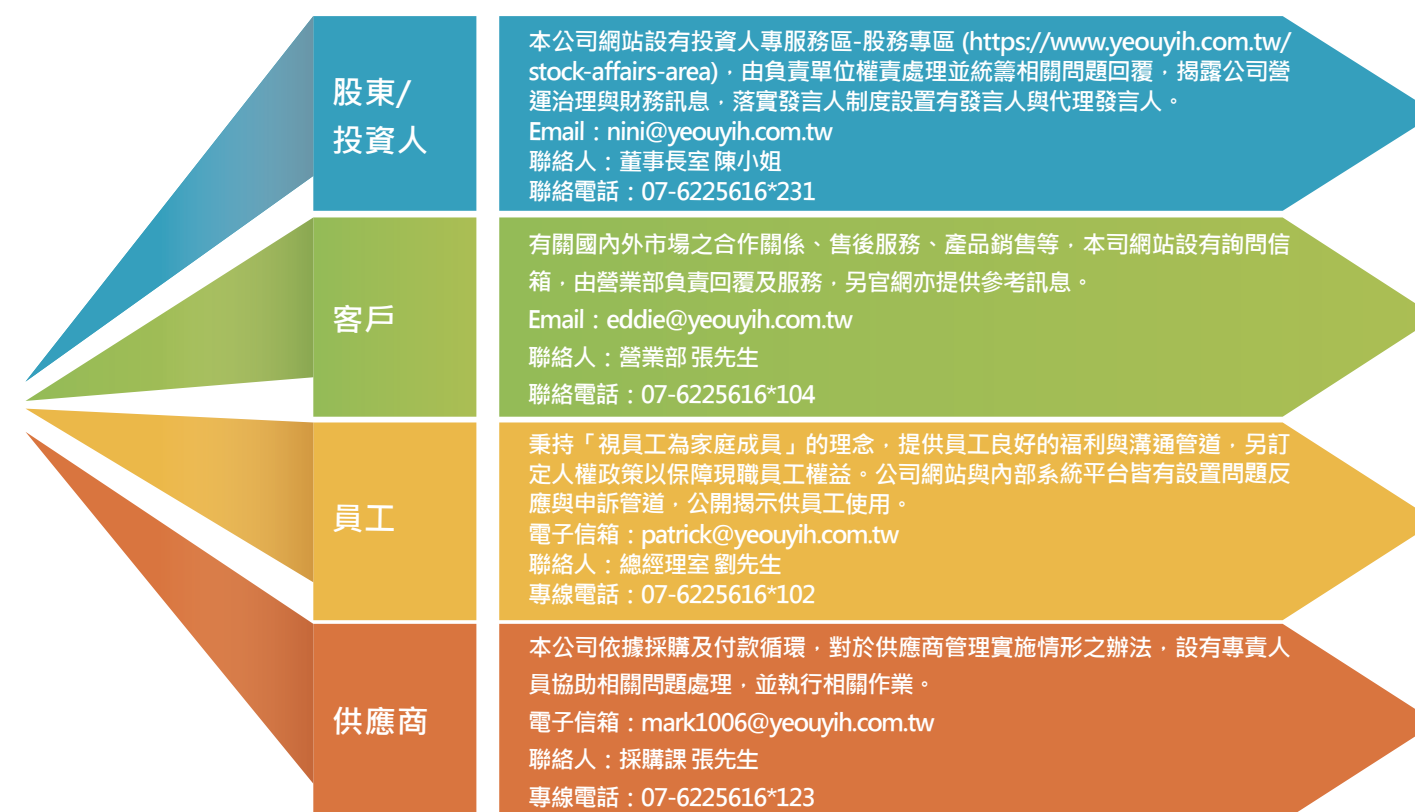 股東/
投資人
本公司網站設有投資人專服務區-股務專區 (https://www.yeouyih.com.tw/
stock-affairs-area)，由負責單位權責處理並統籌相關問題回覆，揭露公司營
運治理與財務訊息，落實發言人制度設置有發言人與代理發言人。
Email：nini@yeouyih.com.tw
聯絡人：董事長室 陳小姐
聯絡電話：07-6225616*231
客戶
有關國內外市場之合作關係、售後服務、產品銷售等，本司網站設有詢問信
箱，由營業部負責回覆及服務，另官網亦提供參考訊息。
Email：eddie@yeouyih.com.tw
聯絡人：營業部 張先生
聯絡電話：07-6225616*104
員工
秉持「視員工為家庭成員」的理念，提供員工良好的福利與溝通管道，另訂
定人權政策以保障現職員工權益。公司網站與內部系統平台皆有設置問題反
應與申訴管道，公開揭示供員工使用。
電子信箱：patrick@yeouyih.com.tw
聯絡人：總經理室 劉先生
專線電話：07-6225616*102
供應商
本公司依據採購及付款循環，對於供應商管理實施情形之辦法，設有專責人
員協助相關問題處理，並執行相關作業。
電子信箱：mark1006@yeouyih.com.tw
聯絡人：採購課 張先生
專線電話：07-6225616*123